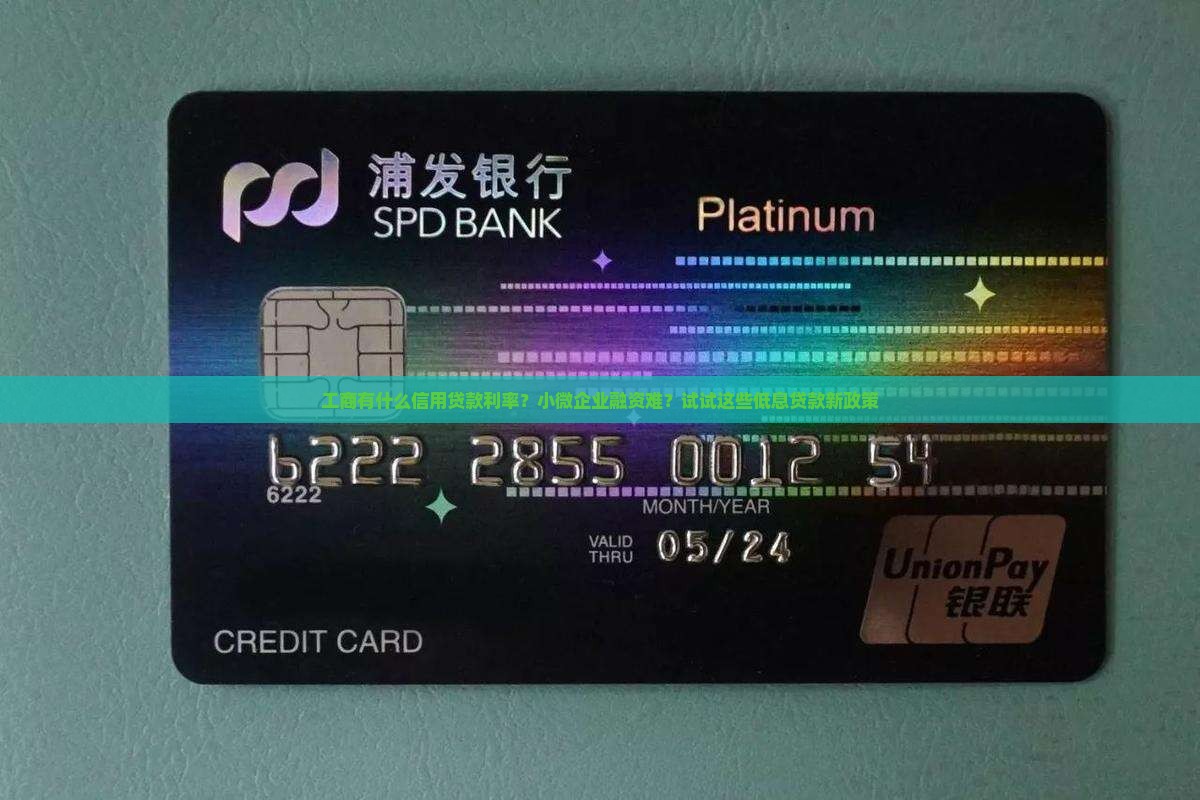 浦发银行
SPD BANK
Platinum
工商有什么信用贷款利率？小微企业融资难？试试这些低息贷款新政策
6222 2855 0012 54
6222
MONTH/YEAR
VALID THRU 05/24
UnionPay
银联
CREDIT CARD